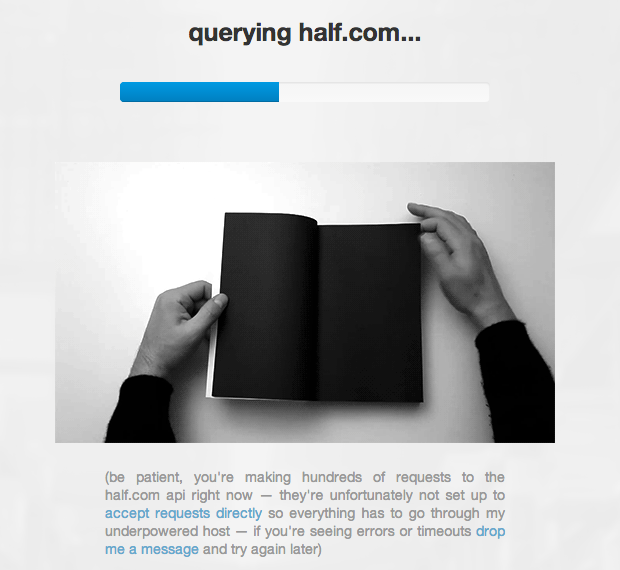 querying half.com...
(be patient, you're making hundreds of requests to the
half.com api right now — they're unfortunately not set up to
accept requests directly so everything has to go through my
underpowered host — if you're seeing errors or timeouts drop
me a message and try again later)